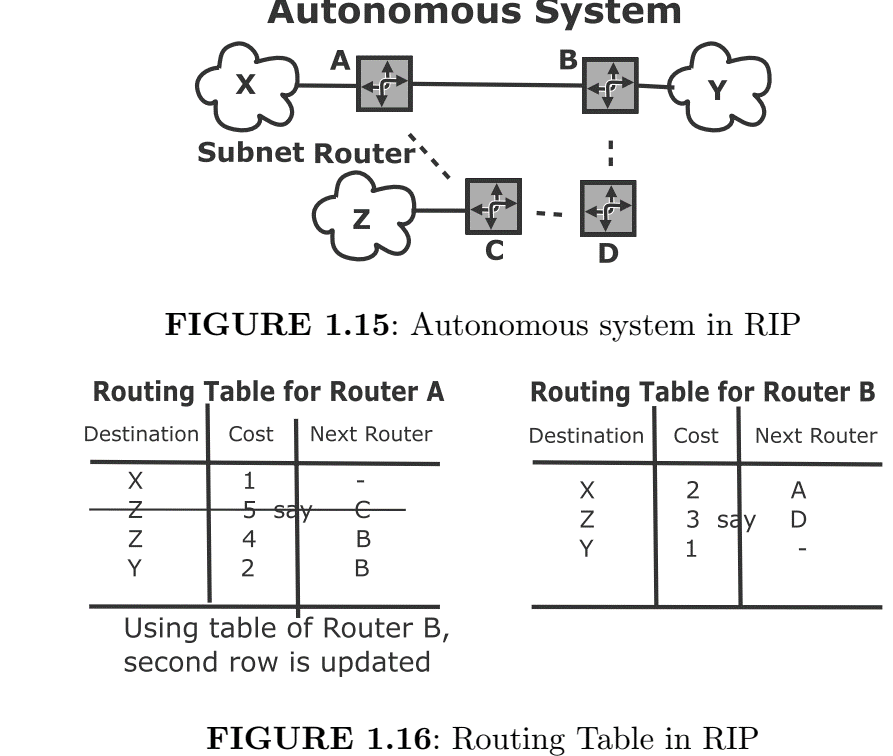 Autonomous System
A B
X Y
Subnet Router
Z
C D
FIGURE 1.15: Autonomous system in RIP
Routing Table for Router A
Destination Cost Next Router
X 1 -
Z 5 say C
Z 4 B
Y 2 B
Using table of Router B,
second row is updated
Routing Table for Router B
Destination Cost Next Router
X 2 A
Z 3 say D
Y 1 -
FIGURE 1.16: Routing Table in RIP